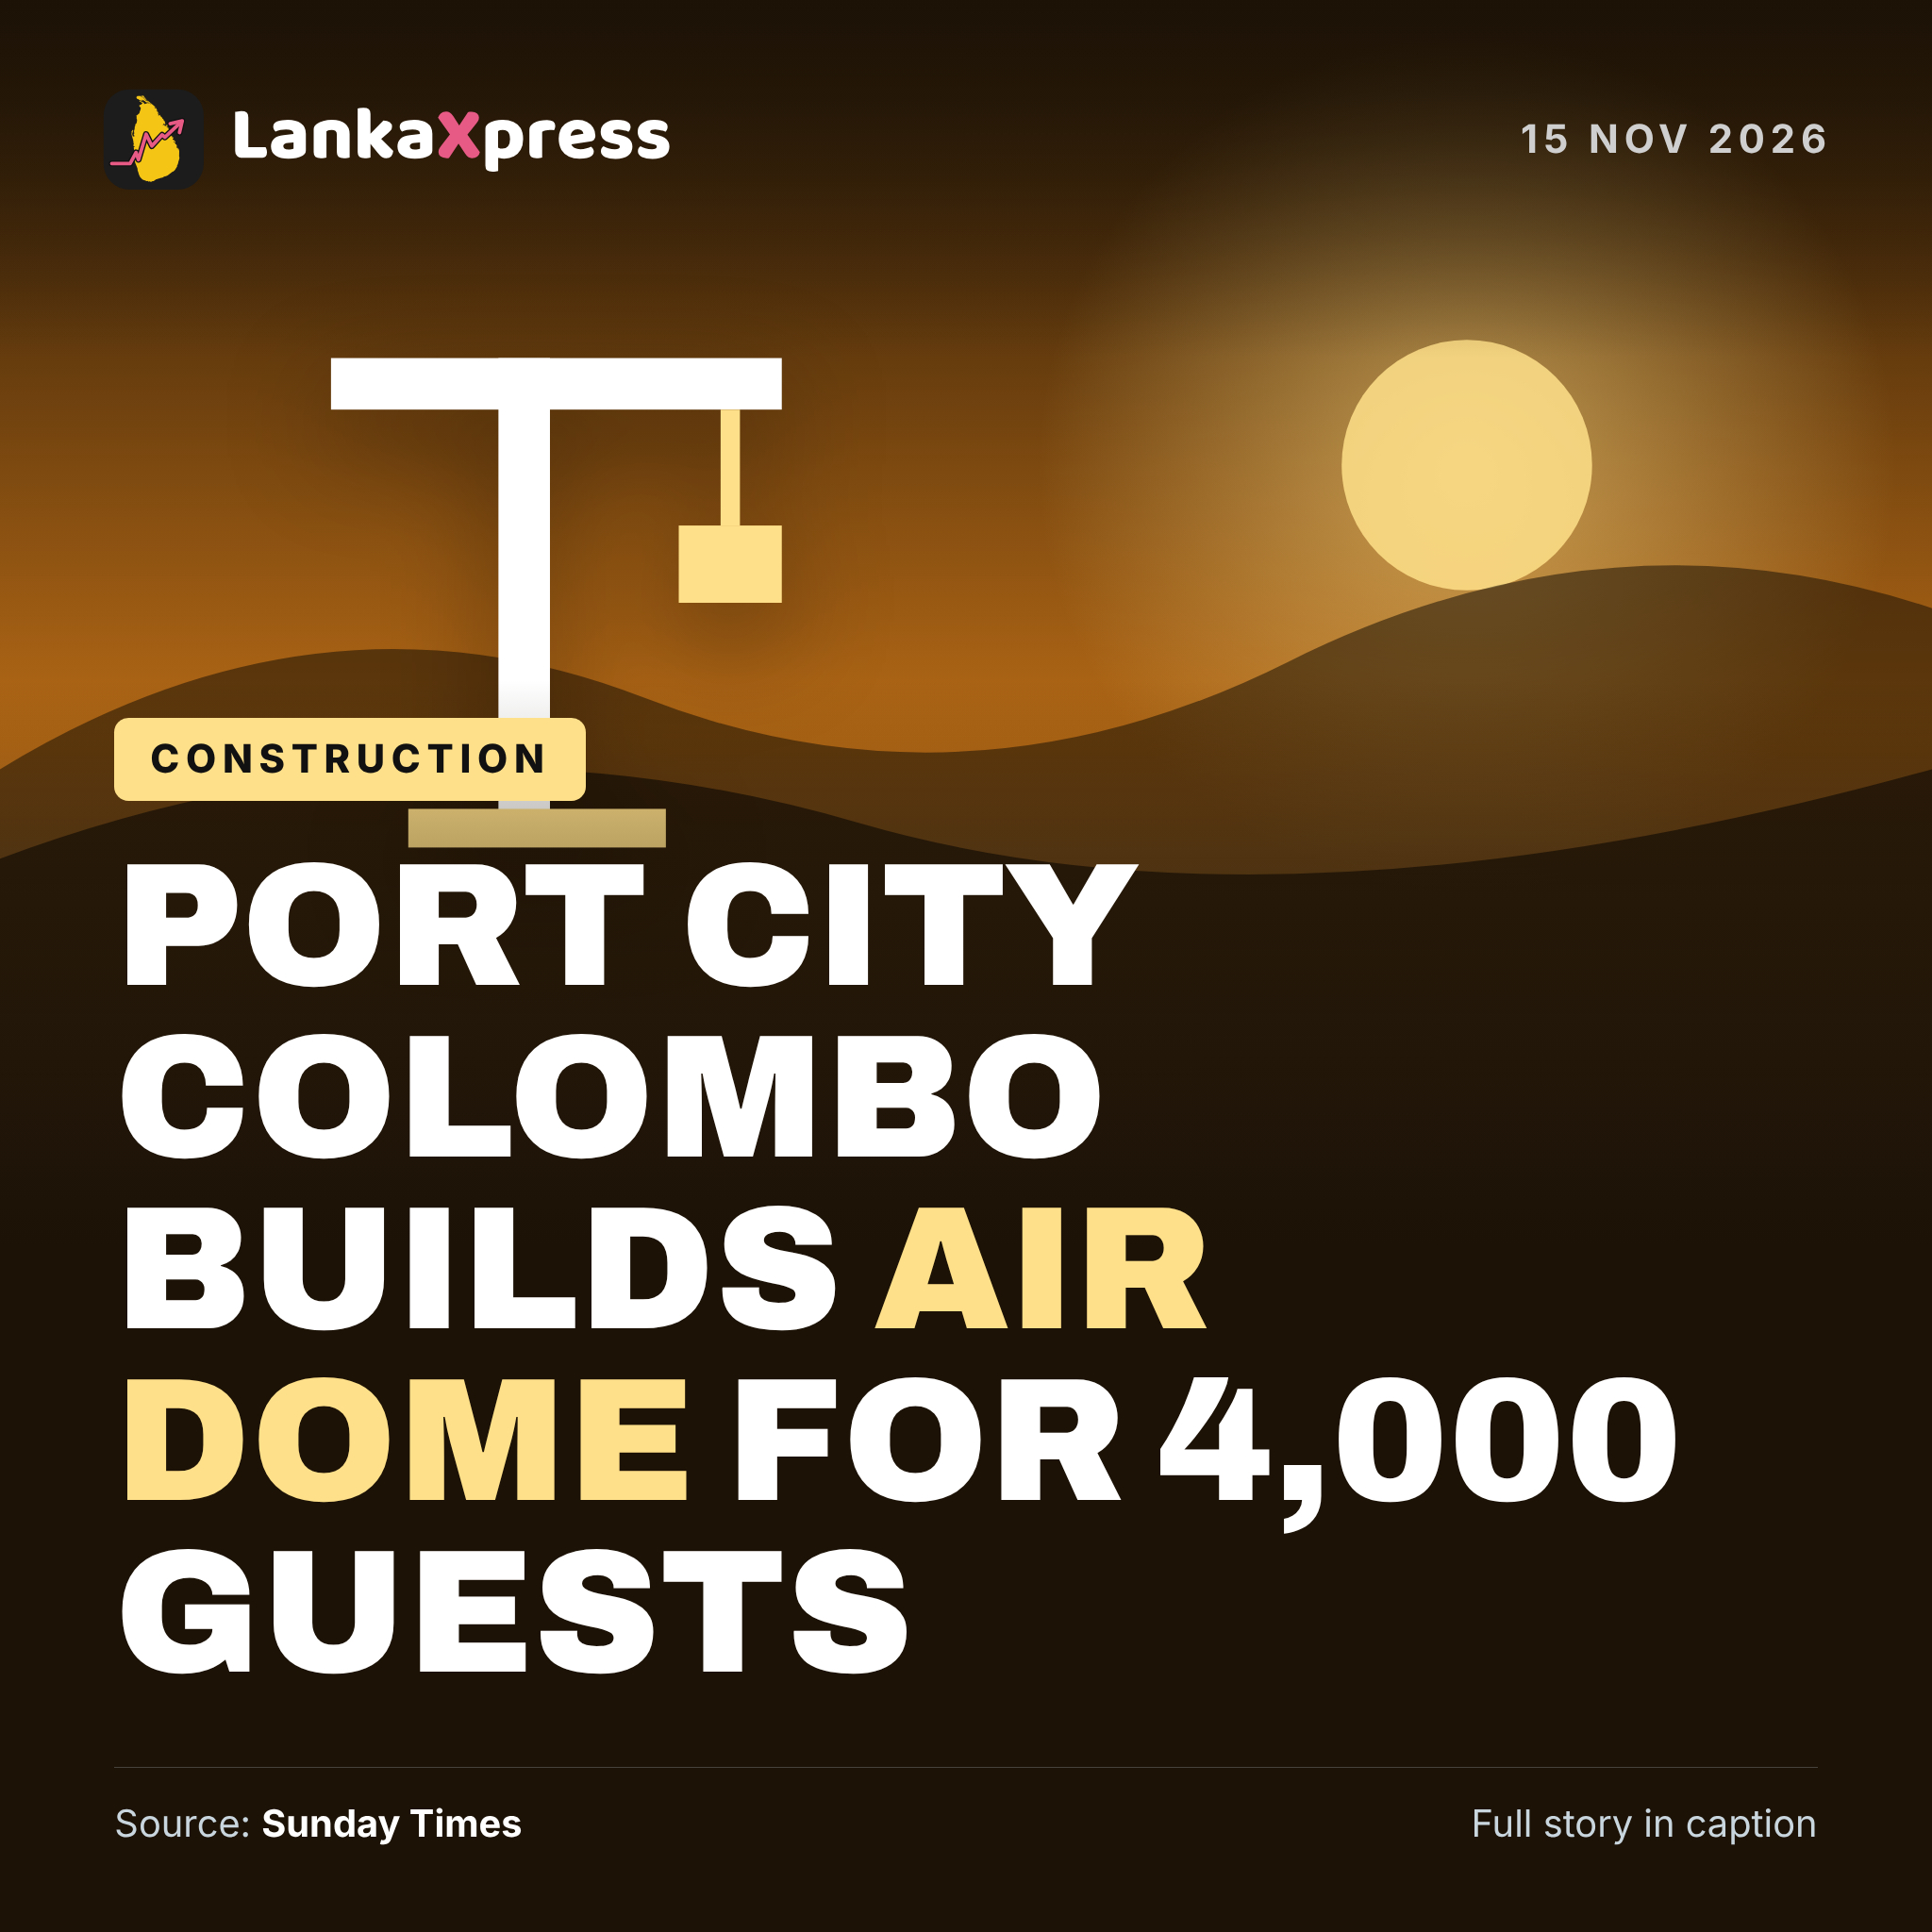 LankaXpress
15 NOV 2026
CONSTRUCTION
PORT CITY
COLOMBO
BUILDS AIR
DOME FOR 4,000
GUESTS
Source: Sunday Times
Full story in caption